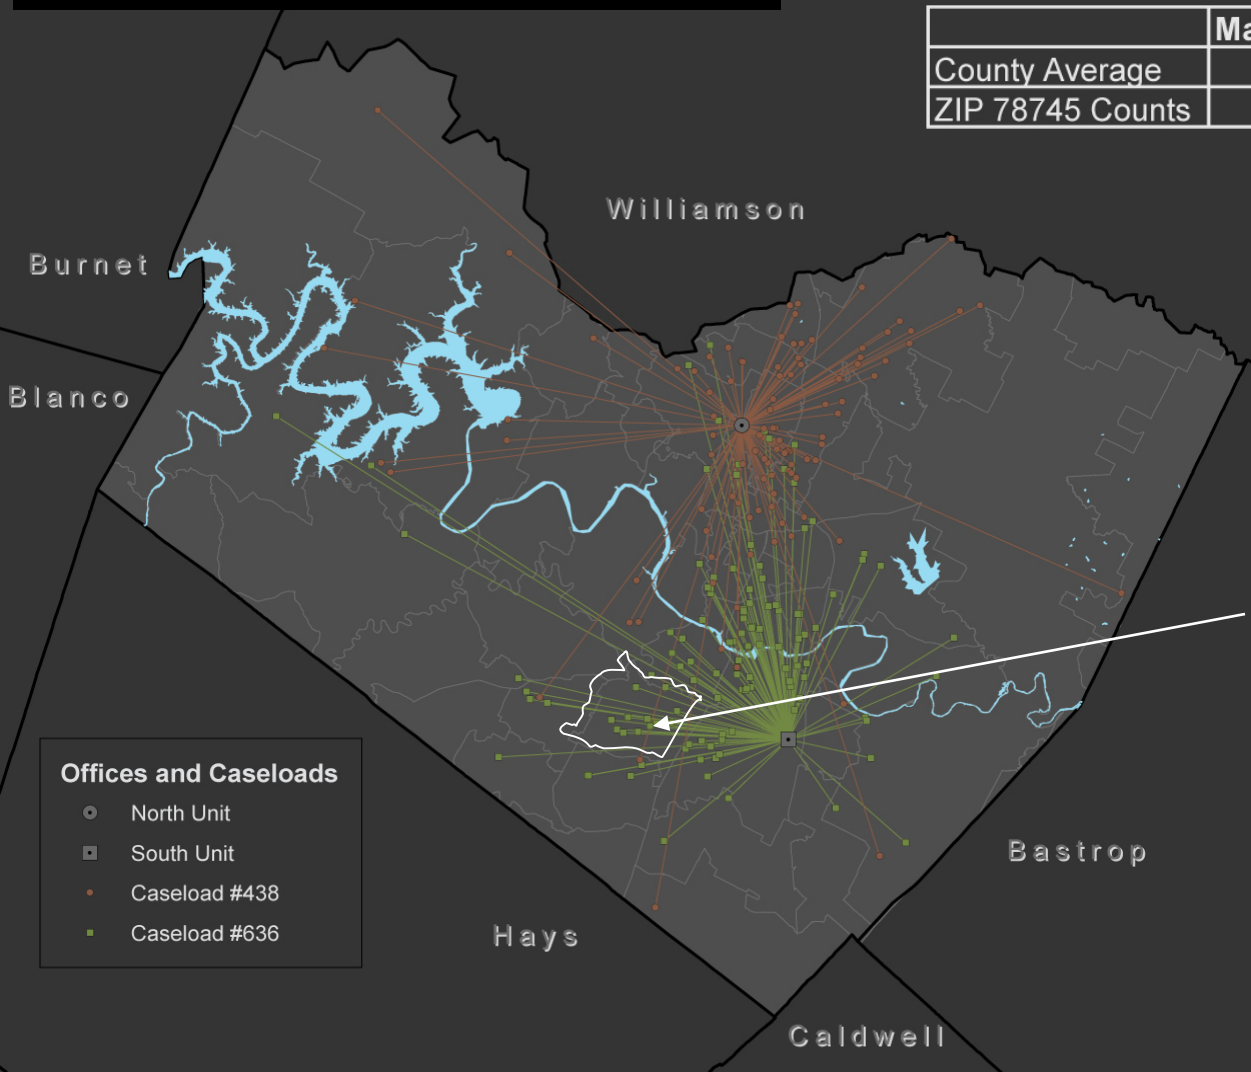 Ma
County Average
ZIP 78745 Counts
Williamson
Burnet
Blanco
Offices and Caseloads
North Unit
South Unit
Caseload #438
Caseload #636
Bastrop
Hays
Caldwell